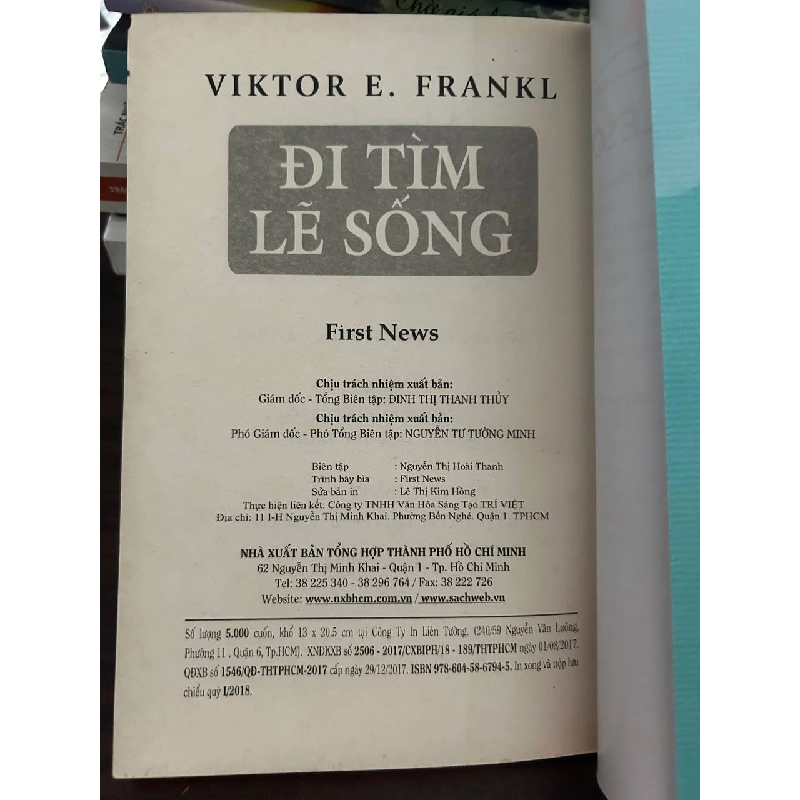 VIKTOR E. FRANKL
ĐI TÌM
LẼ SỐNG
First News
Chịu trách nhiệm xuất bản:
Giám đốc - Tổng Biên tập: ĐINH THỊ THANH THỦY
Chịu trách nhiệm xuất bản:
Phó Giám đốc - Phó Tổng Biên tập: NGUYỄN TƯ TƯỜNG MINH
Biên tập : Nguyễn Thị Hoài Thanh
Trình bày bìa : First News
Sửa bản in : Lê Thị Kim Hồng
Thực hiện liên kết: Công ty TNHH Văn Hóa Sáng Tạo TRÍ VIỆT
Địa chỉ: 11 I-H Nguyễn Thị Minh Khai. Phường Bến Nghé. Quận 1. TPHCM
NHÀ XUẤT BẢN TỔNG HỢP THÀNH PHỐ HỒ CHÍ MINH
62 Nguyễn Thị Minh Khai - Quận 1 - Tp. Hồ Chí Minh
Tel: 38 225 340 - 38 296 764 / Fax: 38 222 726
Website: www.nxbhcm.com.vn / www.sachweb.vn
Số lượng 5.000 cuốn, khổ 13 x 20.5 cm tại Công Ty In Liên Tường. (240/59 Nguyễn Văn Luông,
Phường 11, Quận 6, Tp.HCM). XNĐKXB số 2506 - 2017/CXBIPH/18 - 189/THTPHCM ngày 01/08/2017.
QĐXB số 1546/QĐ-THTPHCM-2017 cấp ngày 29/12/2017. ISBN 978-604-58-6794-5. In xong và nộp lưu
chiểu quý I/2018.